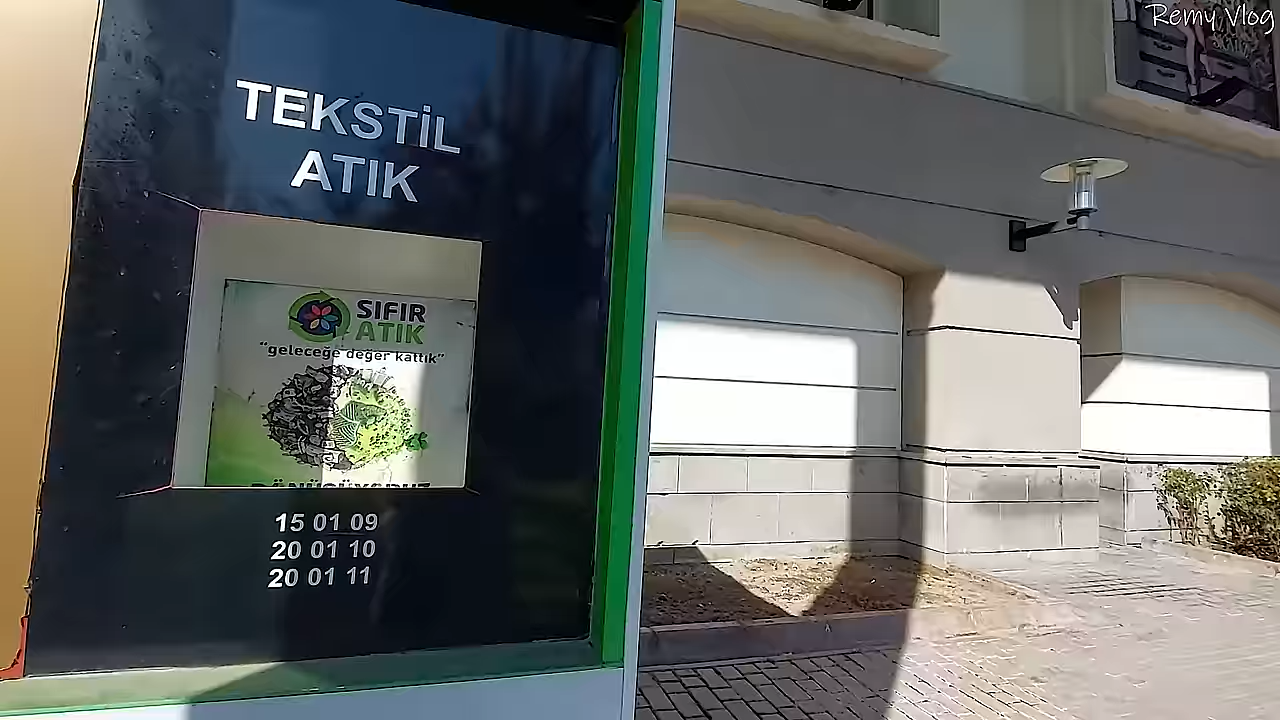 Remy Vlog
TEKSTİL
ATIK
SIFIR
ATIK
"geleceğe değer kattık"
15 01 09
20 01 10
20 01 11